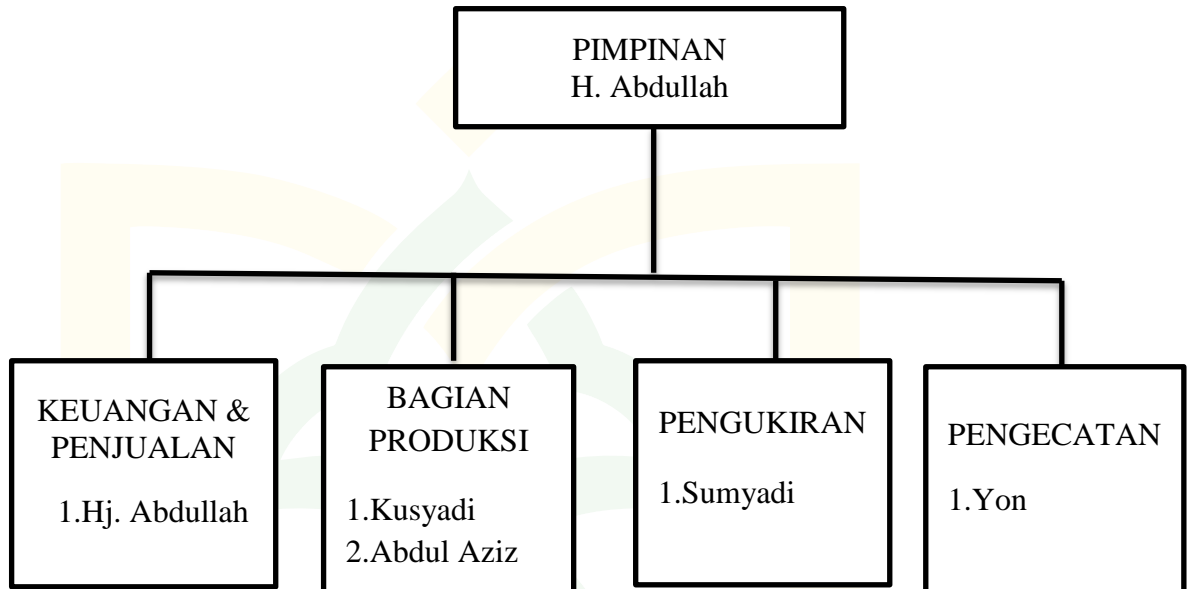 PIMPINAN
H. Abdullah
KEUANGAN &
PENJUALAN
1.Hj. Abdullah
BAGIAN
PRODUKSI
1.Kusyadi
2.Abdul Aziz
PENGUKIRAN
1.Sumyadi
PENGECATAN
1.Yon